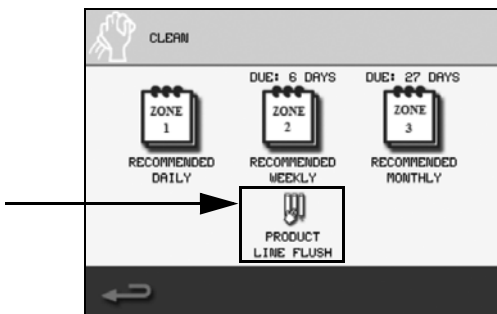 CLEAN
DUE: 6 DAYS
DUE: 27 DAYS
ZONE
1
ZONE
2
ZONE
3
RECOMMENDED
DAILY
RECOMMENDED
WEEKLY
RECOMMENDED
MONTHLY
PRODUCT
LINE FLUSH